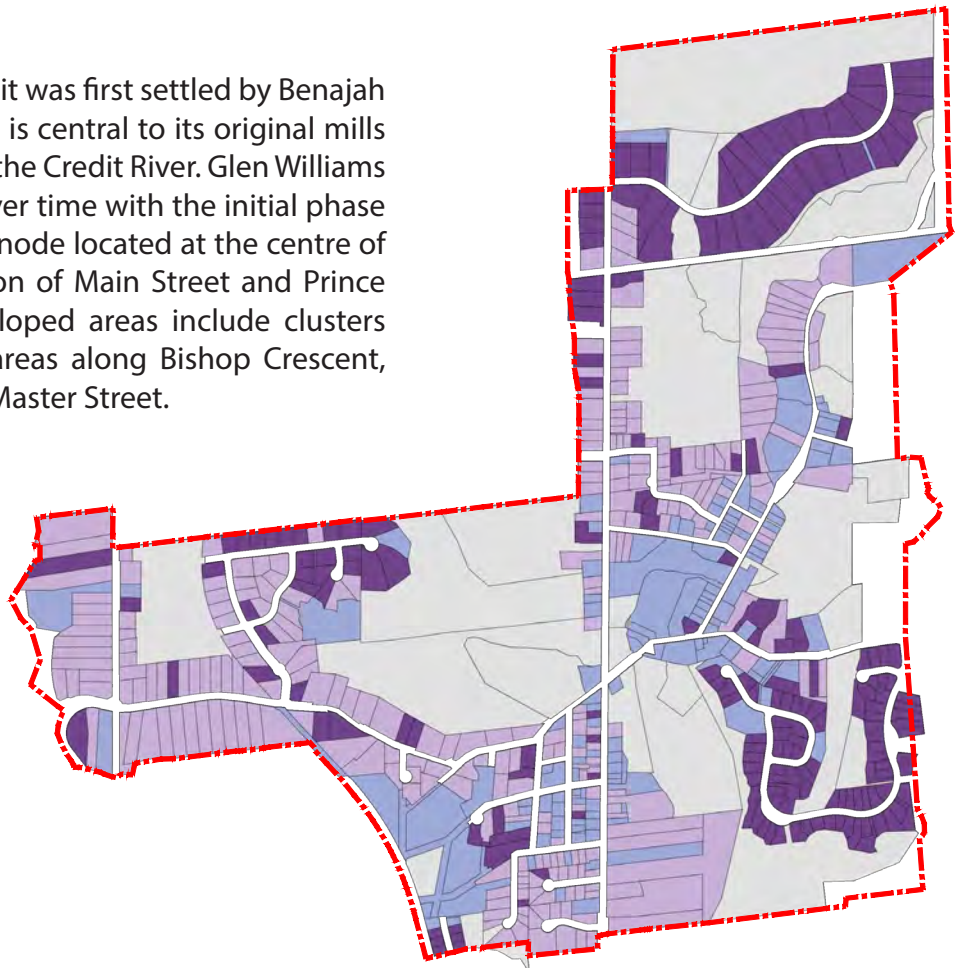 it was first settled by Benajah
is central to its original mills
the Credit River. Glen Williams
ver time with the initial phase
node located at the centre of
on of Main Street and Prince
loped areas include clusters
areas along Bishop Crescent,
Master Street.